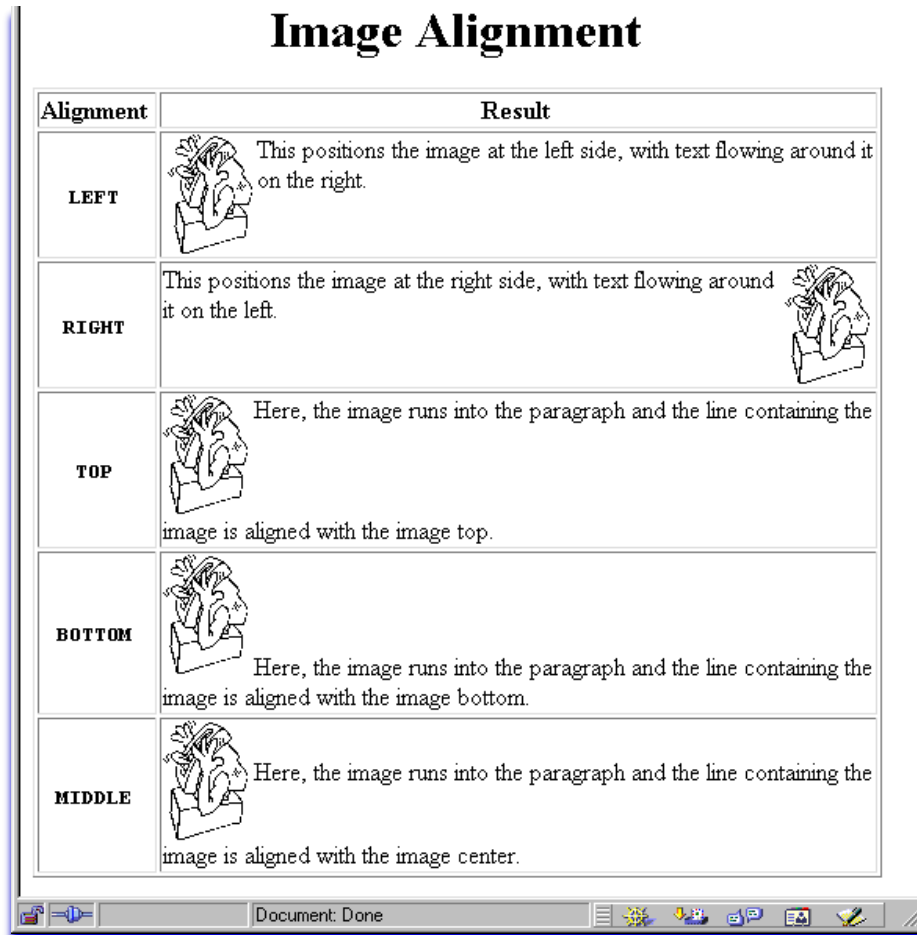 Image Alignment
Alignment Result
LEFT
This positions the image at the left side, with text flowing around it
on the right.
RIGHT
This positions the image at the right side, with text flowing around
it on the left.
TOP
Here, the image runs into the paragraph and the line containing the
image is aligned with the image top.
BOTTOM
Here, the image runs into the paragraph and the line containing the
image is aligned with the image bottom.
MIDDLE
Here, the image runs into the paragraph and the line containing the
image is aligned with the image center.
Document: Done